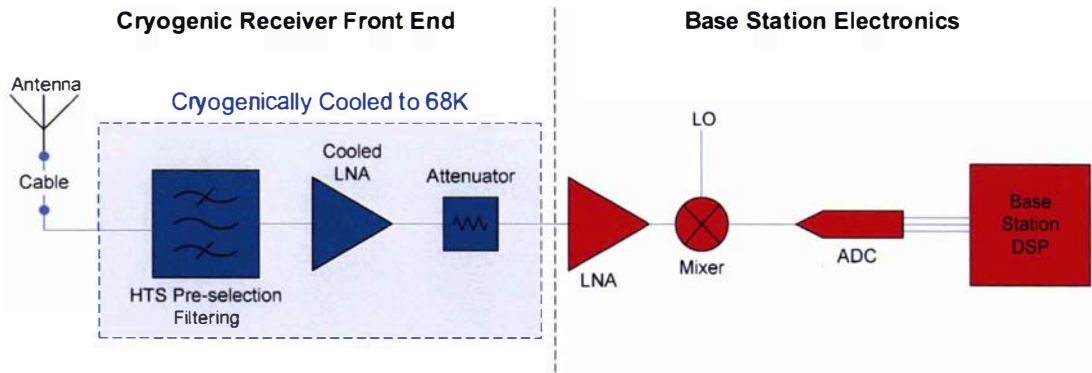 Cryogenic Receiver Front End
Base Station Electronics
Antenna
Cryogenically Cooled to 68K
Cable
Cooled
LNA
Attenuator
HTS Pre-selection
Filtering
LO
LNA
Mixer
ADC
Base
Station
DSP